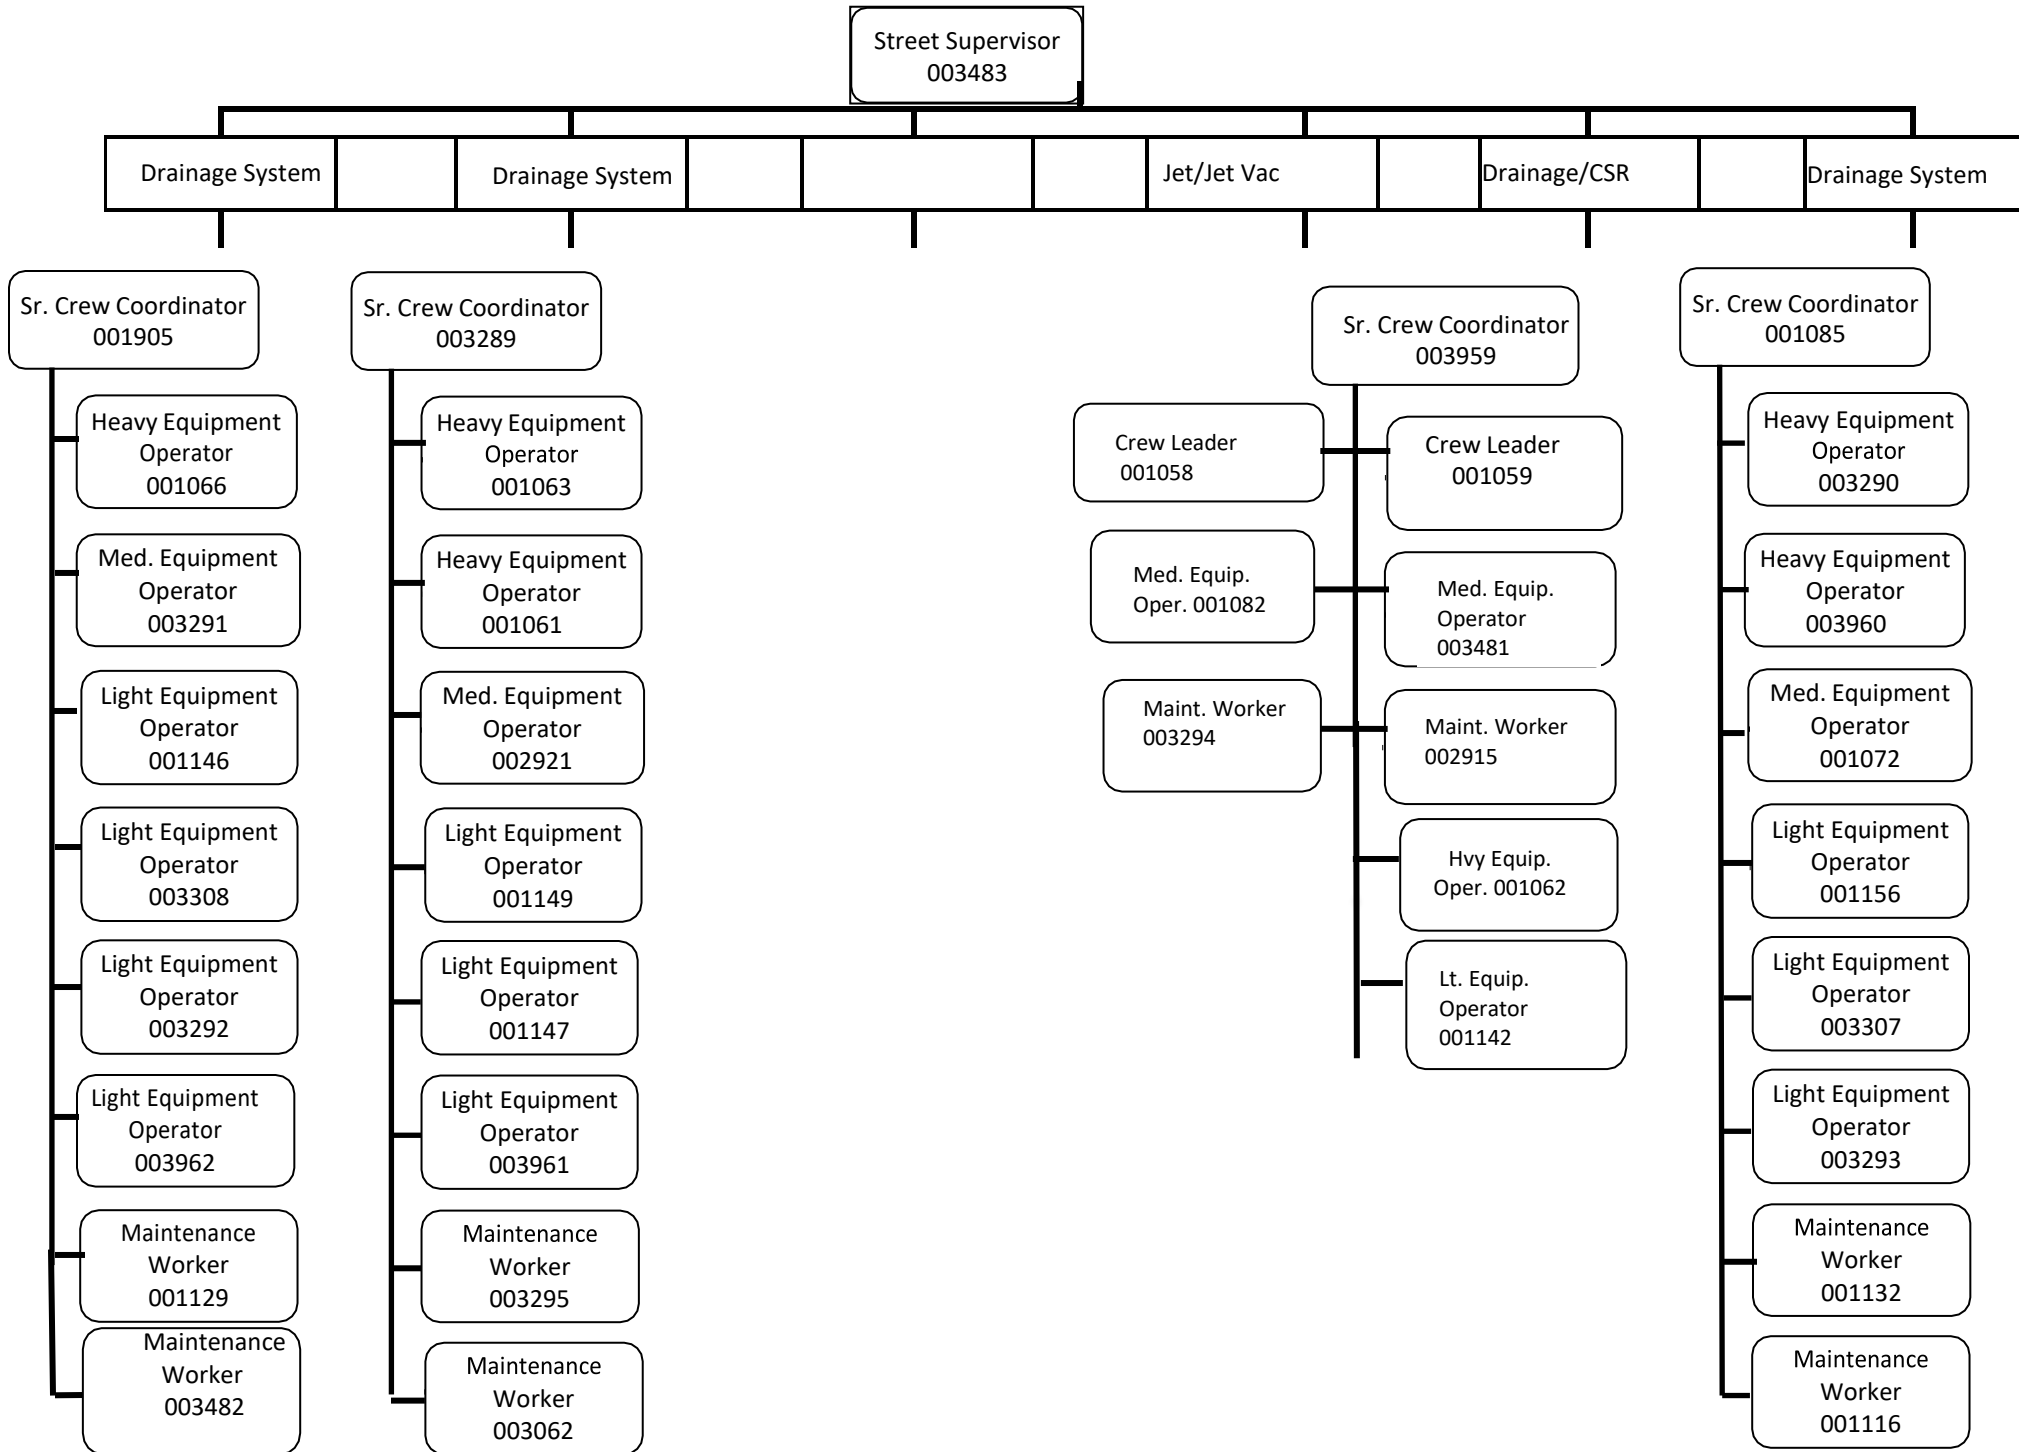 Street Supervisor
003483
Drainage System
Drainage System
Jet/Jet Vac
Drainage/CSR
Drainage System
Sr. Crew Coordinator
001905
Heavy Equipment
Operator
001066
Med. Equipment
Operator
003291
Light Equipment
Operator
001146
Light Equipment
Operator
003308
Light Equipment
Operator
003292
Light Equipment
Operator
003962
Maintenance
Worker
001129
Maintenance
Worker
003482
Sr. Crew Coordinator
003289
Heavy Equipment
Operator
001063
Heavy Equipment
Operator
001061
Med. Equipment
Operator
002921
Light Equipment
Operator
001149
Light Equipment
Operator
001147
Light Equipment
Operator
003961
Maintenance
Worker
003295
Maintenance
Worker
003062
Sr. Crew Coordinator
003959
Crew Leader
001058
Crew Leader
001059
Med. Equip.
Oper. 001082
Med. Equip.
Operator
003481
Maint. Worker
003294
Maint. Worker
002915
Hvy Equip.
Oper. 001062
Lt. Equip.
Operator
001142
Sr. Crew Coordinator
001085
Heavy Equipment
Operator
003290
Heavy Equipment
Operator
003960
Med. Equipment
Operator
001072
Light Equipment
Operator
001156
Light Equipment
Operator
003307
Light Equipment
Operator
003293
Maintenance
Worker
001132
Maintenance
Worker
001116